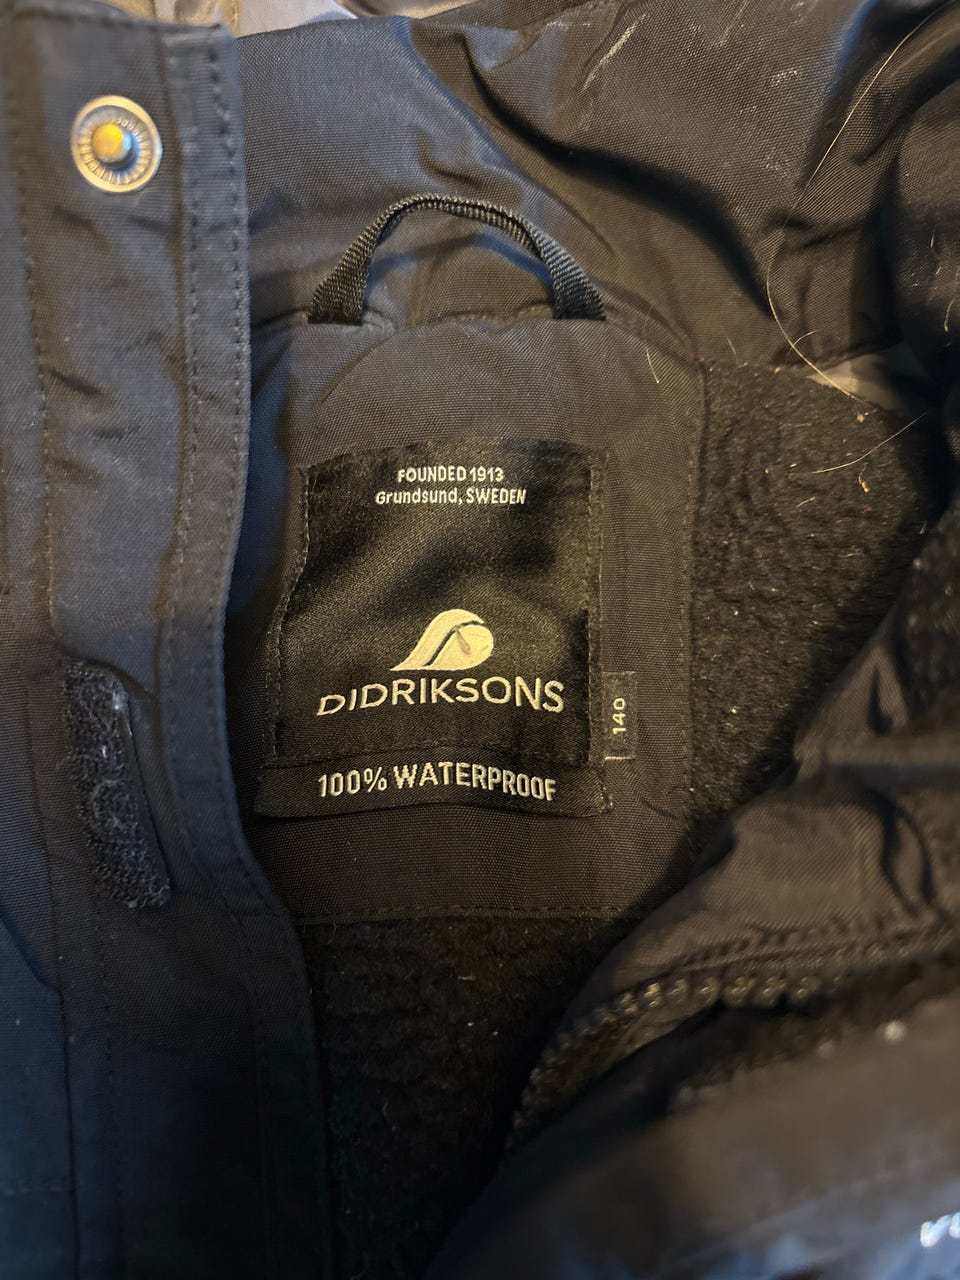 FOUNDED 1913
Grundsund, SWEDEN
DIDRIKSONS
140
100% WATERPROOF